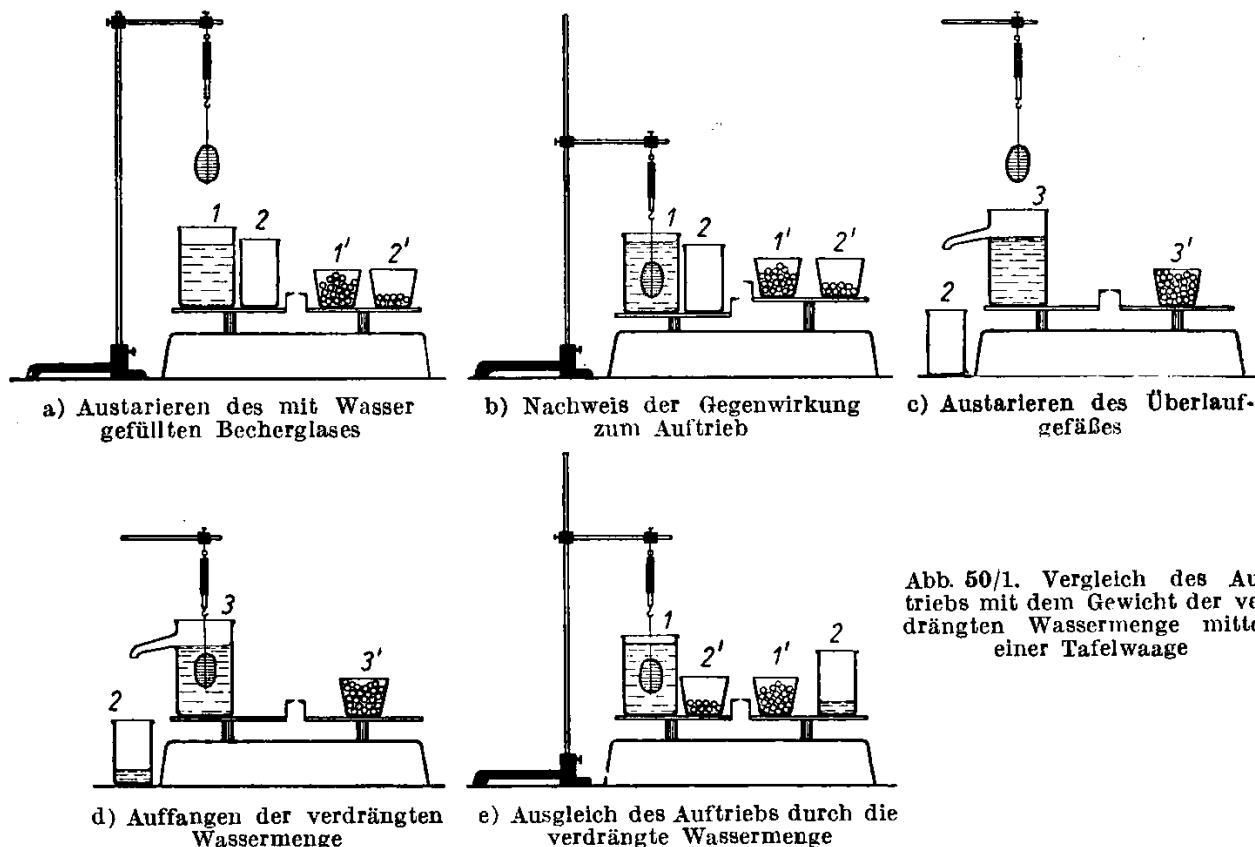 1 2 1' 2'
a) Austarieren des mit Wasser
gefüllten Becherglases
1 2 1' 2'
b) Nachweis der Gegenwirkung
zum Auftrieb
3
3'
2
c) Austarieren des Überlauf-
gefäßes
3
3'
2
d) Auffangen der verdrängten
Wassermenge
1 2' 1' 2
e) Ausgleich des Auftriebs durch die
verdrängte Wassermenge
Abb. 50/1. Vergleich des Au
triebs mit dem Gewicht der ve
drängten Wassermenge mitte
einer Tafelwaage